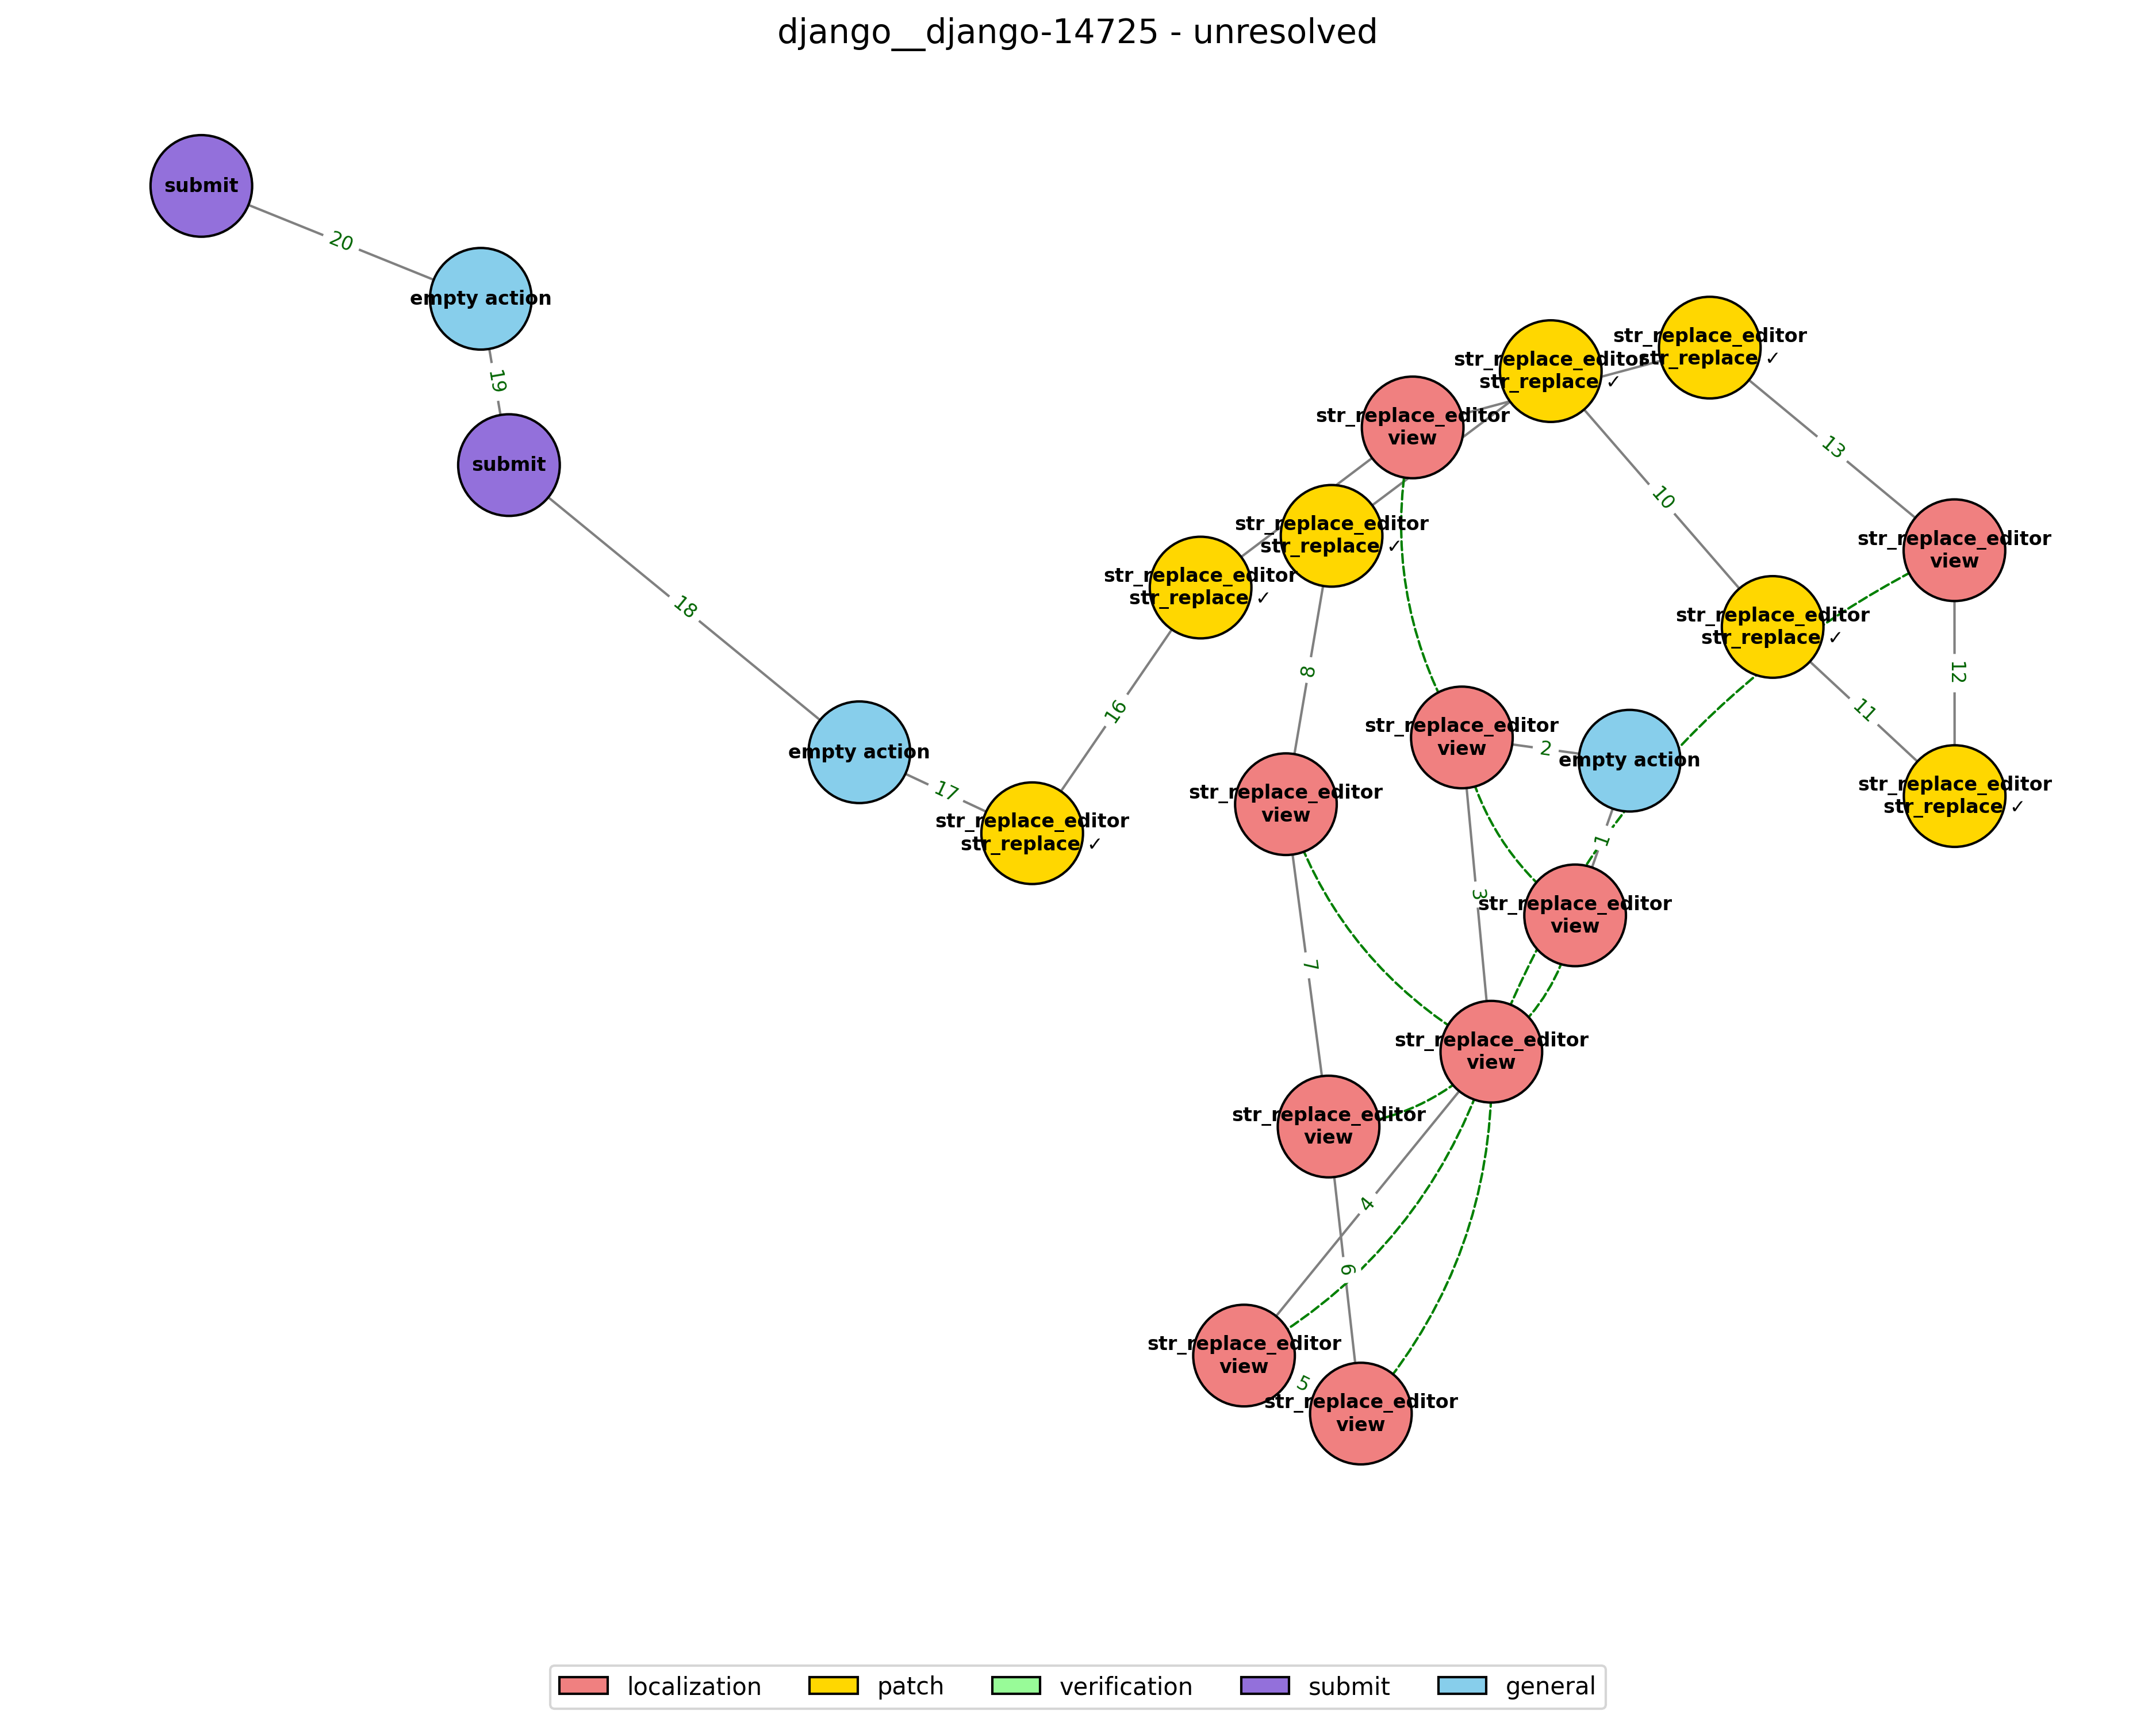 django__django-14725 - unresolved
submit
20
empty action
19
submit
18
empty action
17
str_replace_editor
str_replace ✓
16
str_replace_editor
str_replace ✓
str_replace_editor
str_replace ✓
str_replace_editor
view
str_replace_editor
str_replace ✓
str_replace_editor
str_replace ✓
13
10
str_replace_editor
view
str_replace_editor
str_replace ✓
12
11
str_replace_editor
str_replace ✓
8
str_replace_editor
view
2
empty action
1
str_replace_editor
view
3
str_replace_editor
view
str_replace_editor
view
7
str_replace_editor
view
4
6
str_replace_editor
view
5
str_replace_editor
view
localization
patch
verification
submit
general